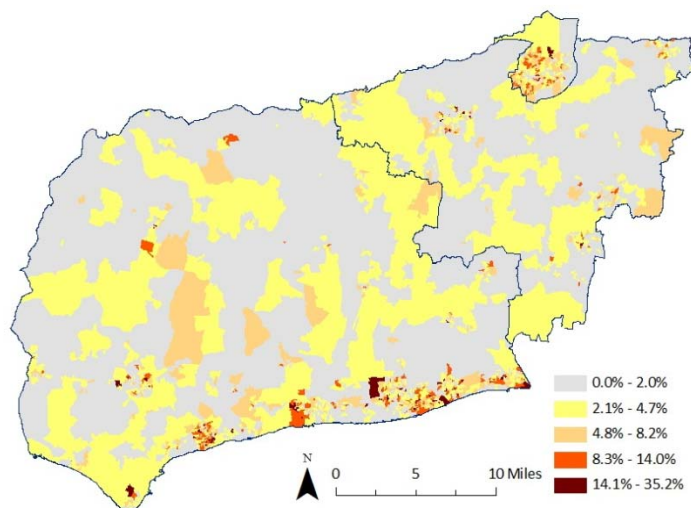 0.0% - 2.0%
2.1% - 4.7%
4.8% - 8.2%
8.3% - 14.0%
14.1% - 35.2%
N
0 5 10 Miles